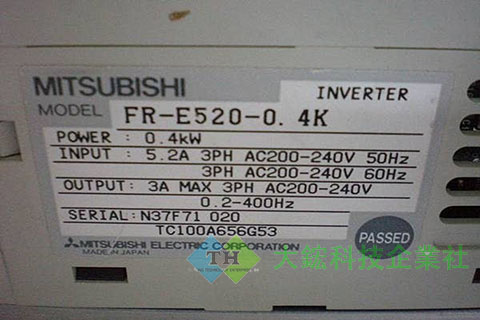 MITSUBISHI INVERTER
MODEL FR-E520-0.4K
POWER : 0.4kW
INPUT : 5.2A 3PH AC200-240V 50Hz
3PH AC200-240V 60Hz
OUTPUT: 3A MAX 3PH AC200-240V
0.2-400Hz
SERIAL: N37F71 020
TC100A656G53
PASSED
MITSUBISHI ELECTRIC CORPORATION
MADE IN JAPAN
TH
大鋐科技企業社